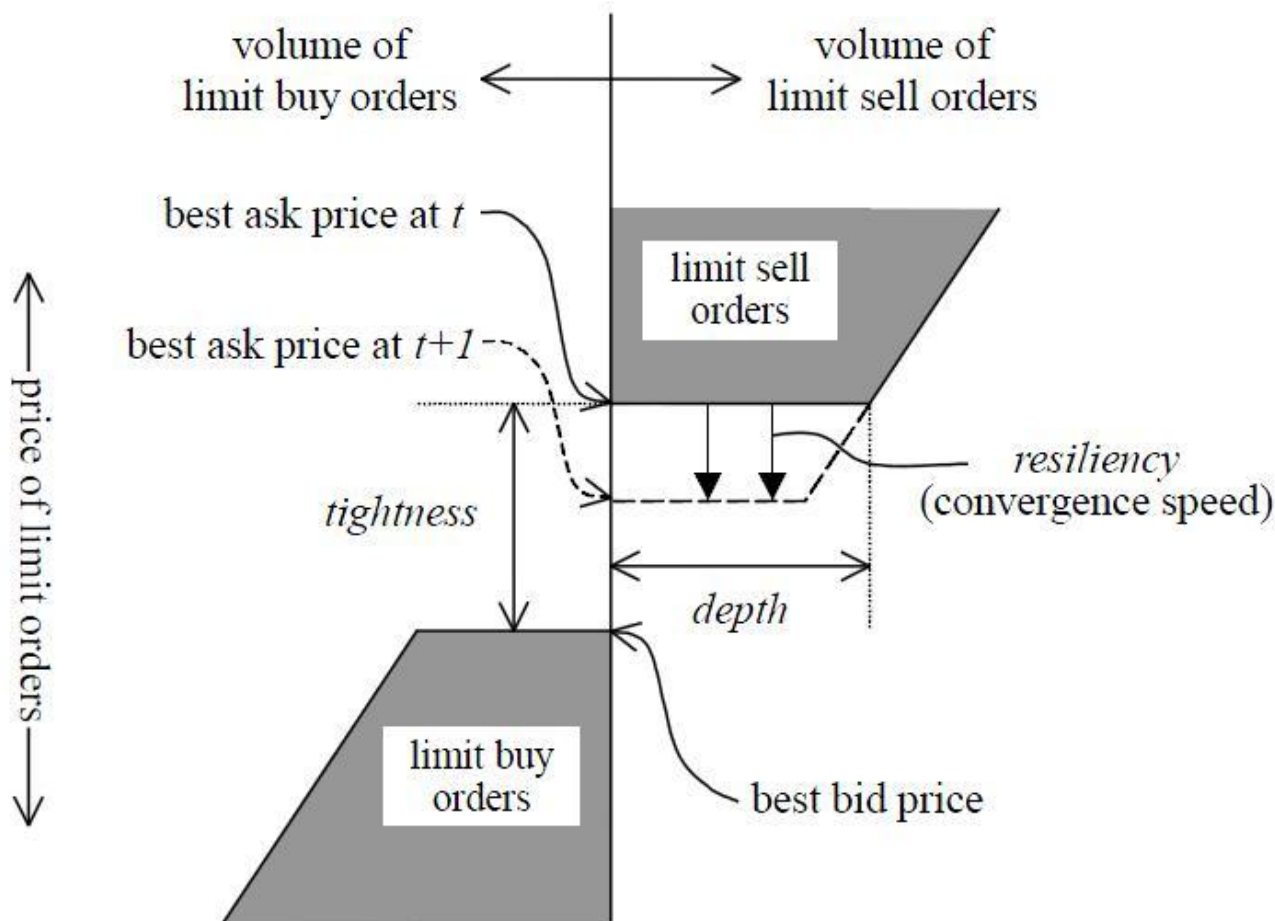 volume of
limit buy orders
volume of
limit sell orders
best ask price at t
limit sell
orders
best ask price at t+1
price of limit orders
resiliency
(convergence speed)
tightness
depth
limit buy
orders
best bid price